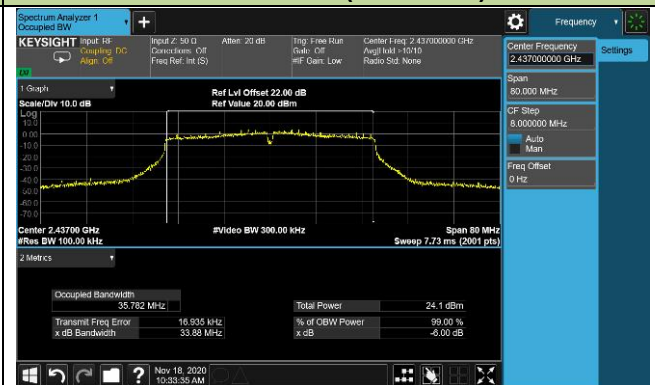 Spectrum Analyzer 1
Occupied BW
+
Frequency
KEYSIGHT Input: RF
Coupling: DC
Align: Off
Input Z: 50 Ω
Corrections: Off
Freq Ref: Int (S)
Atten: 20 dB
Trig: Free Run
Gate: Off
#IF Gain: Low
Center Freq: 2.437000000 GHz
Avg|Hold: >10/10
Radio Std: None
Center Frequency
2.437000000 GHz
Settings
Span
80.000 MHz
CF Step
8.000000 MHz
Auto
Man
Freq Offset
0 Hz
1 Graph
Scale/Div 10.0 dB
Ref Lvl Offset 22.00 dB
Ref Value 20.00 dBm
Log
10.0
0.00
-10.0
-20.0
-30.0
-40.0
-50.0
-60.0
-70.0
Center 2.43700 GHz
#Res BW 100.00 kHz
#Video BW 300.00 kHz
Span 80 MHz
Sweep 7.73 ms (2001 pts)
2 Metrics
Occupied Bandwidth
35.782 MHz
Total Power 24.1 dBm
Transmit Freq Error 16.935 kHz
% of OBW Power 99.00 %
x dB Bandwidth 33.88 MHz
x dB -6.00 dB
?
Nov 18, 2020
10:33:35 AM